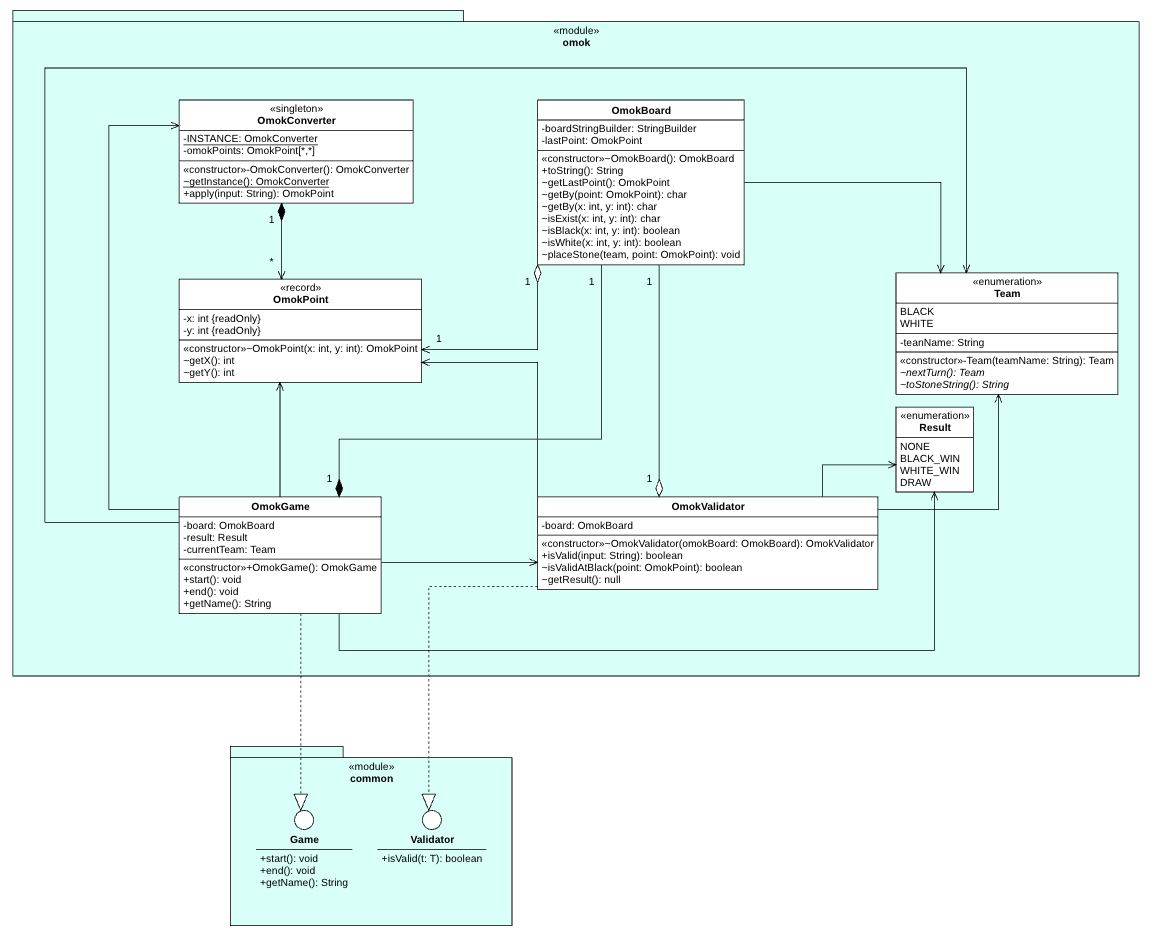 «module»
omok
«singleton»
OmokConverter
-INSTANCE: OmokConverter
-omokPoints: OmokPoint[*,*]
«constructor»-OmokConverter(): OmokConverter
~getInstance(): OmokConverter
+apply(input: String): OmokPoint
1
*
OmokBoard
-boardStringBuilder: StringBuilder
-lastPoint: OmokPoint
«constructor»~OmokBoard(): OmokBoard
+toString(): String
~getLastPoint(): OmokPoint
~getBy(point: OmokPoint): char
~getBy(x: int, y: int): char
~isExist(x: int, y: int): char
~isBlack(x: int, y: int): boolean
~isWhite(x: int, y: int): boolean
~placeStone(team, point: OmokPoint): void
1
1
1
«record»
OmokPoint
-x: int {readOnly}
-y: int {readOnly}
«constructor»~OmokPoint(x: int, y: int): OmokPoint
~getX(): int
~getY(): int
1
«enumeration»
Team
BLACK
WHITE
-teanName: String
«constructor»-Team(teamName: String): Team
~nextTurn(): Team
~toStoneString(): String
«enumeration»
Result
NONE
BLACK_WIN
WHITE_WIN
DRAW
1
1
OmokGame
-board: OmokBoard
-result: Result
-currentTeam: Team
«constructor»+OmokGame(): OmokGame
+start(): void
+end(): void
+getName(): String
OmokValidator
-board: OmokBoard
«constructor»~OmokValidator(omokBoard: OmokBoard): OmokValidator
+isValid(input: String): boolean
~isValidAtBlack(point: OmokPoint): boolean
~getResult(): null
«module»
common
Game
+start(): void
+end(): void
+getName(): String
Validator
+isValid(t: T): boolean